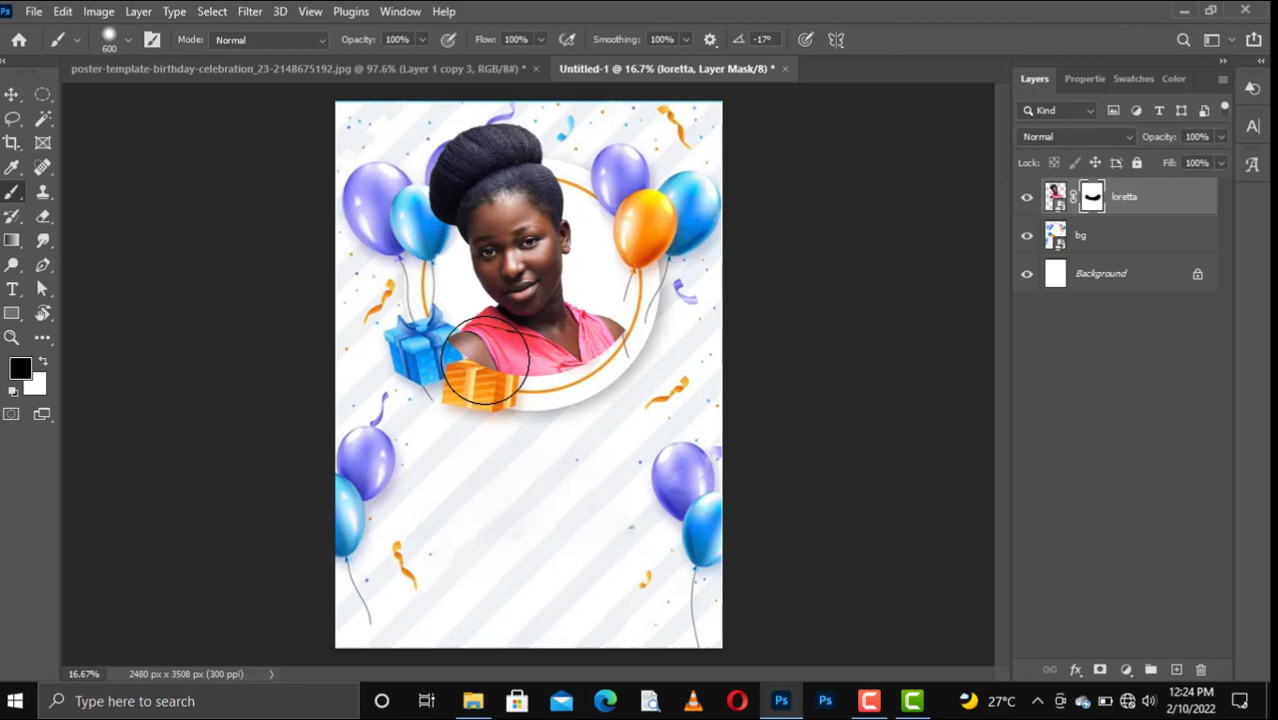 Ps File Edit Image Layer Type Select Filter 3D View Plugins Window Help
600 Mode: Normal Opacity: 100% Flow: 100% Smoothing: 100% -17°
poster-template-birthday-celebration_23-2148675192.jpg @ 97.6% (Layer 1 copy 3, RGB/8#) * × Untitled-1 @ 16.7% (loretta, Layer Mask/8) * ×
Layers Propertie Swatches Color
Kind
Normal Opacity: 100%
Lock: Fill: 100%
loretta
bg
Background
16.67% 2480 px x 3508 px (300 ppi)
Type here to search
Ps
Ps
27°C
12:24 PM
2/10/2022